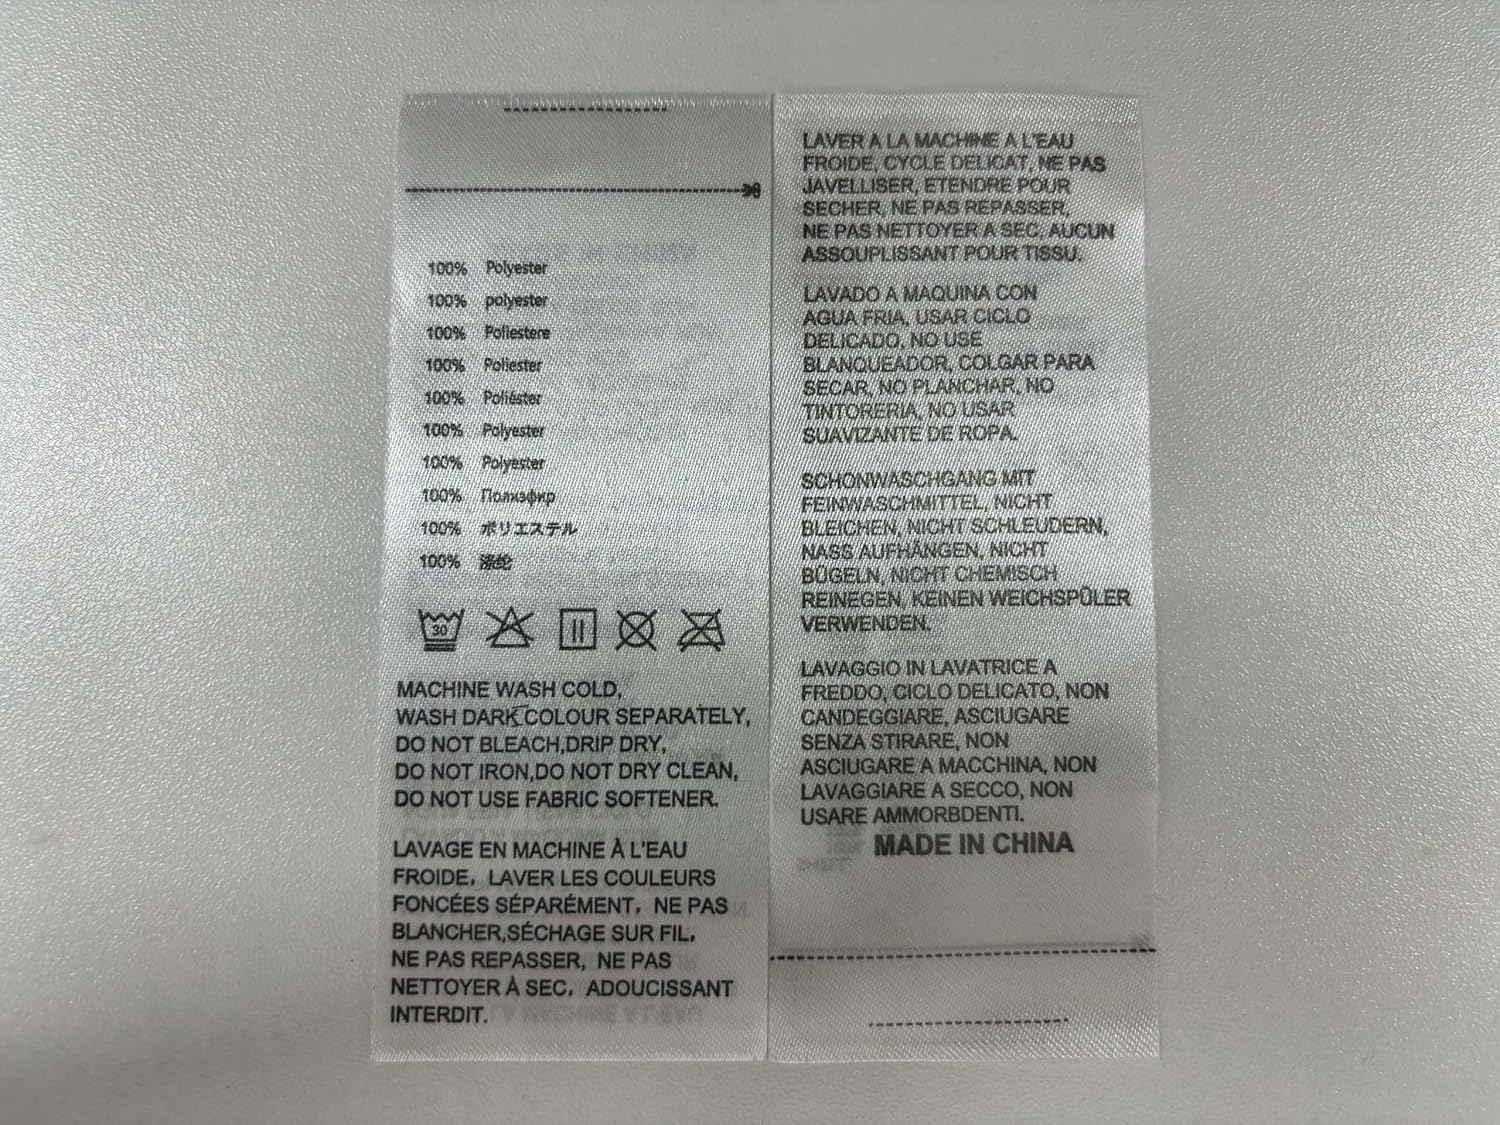 100% Polyester
100% polyester
100% Poliestere
100% Poliester
100% Poliéster
100% Polyester
100% Polyester
100% Полиэфир
100% ポリエステル
100% 涤纶
30
MACHINE WASH COLD,
WASH DARK COLOUR SEPARATELY,
DO NOT BLEACH,DRIP DRY,
DO NOT IRON,DO NOT DRY CLEAN,
DO NOT USE FABRIC SOFTENER.
LAVAGE EN MACHINE À L'EAU
FROIDE, LAVER LES COULEURS
FONCÉES SÉPARÉMENT, NE PAS
BLANCHER,SÉCHAGE SUR FIL,
NE PAS REPASSER, NE PAS
NETTOYER À SEC, ADOUCISSANT
INTERDIT.
LAVER A LA MACHINE A L'EAU
FROIDE, CYCLE DELICAT, NE PAS
JAVELLISER, ETENDRE POUR
SECHER, NE PAS REPASSER,
NE PAS NETTOYER A SEC, AUCUN
ASSOUPLISSANT POUR TISSU.
LAVADO A MAQUINA CON
AGUA FRIA, USAR CICLO
DELICADO, NO USE
BLANQUEADOR, COLGAR PARA
SECAR, NO PLANCHAR, NO
TINTORERIA, NO USAR
SUAVIZANTE DE ROPA.
SCHONWASCHGANG MIT
FEINWASCHMITTEL, NICHT
BLEICHEN, NICHT SCHLEUDERN,
NASS AUFHÄNGEN, NICHT
BÜGELN, NICHT CHEMISCH
REINEGEN, KEINEN WEICHSPÜLER
VERWENDEN.
LAVAGGIO IN LAVATRICE A
FREDDO, CICLO DELICATO, NON
CANDEGGIARE, ASCIUGARE
SENZA STIRARE, NON
ASCIUGARE A MACCHINA, NON
LAVAGGIARE A SECCO, NON
USARE AMMORBDENTI.
MADE IN CHINA